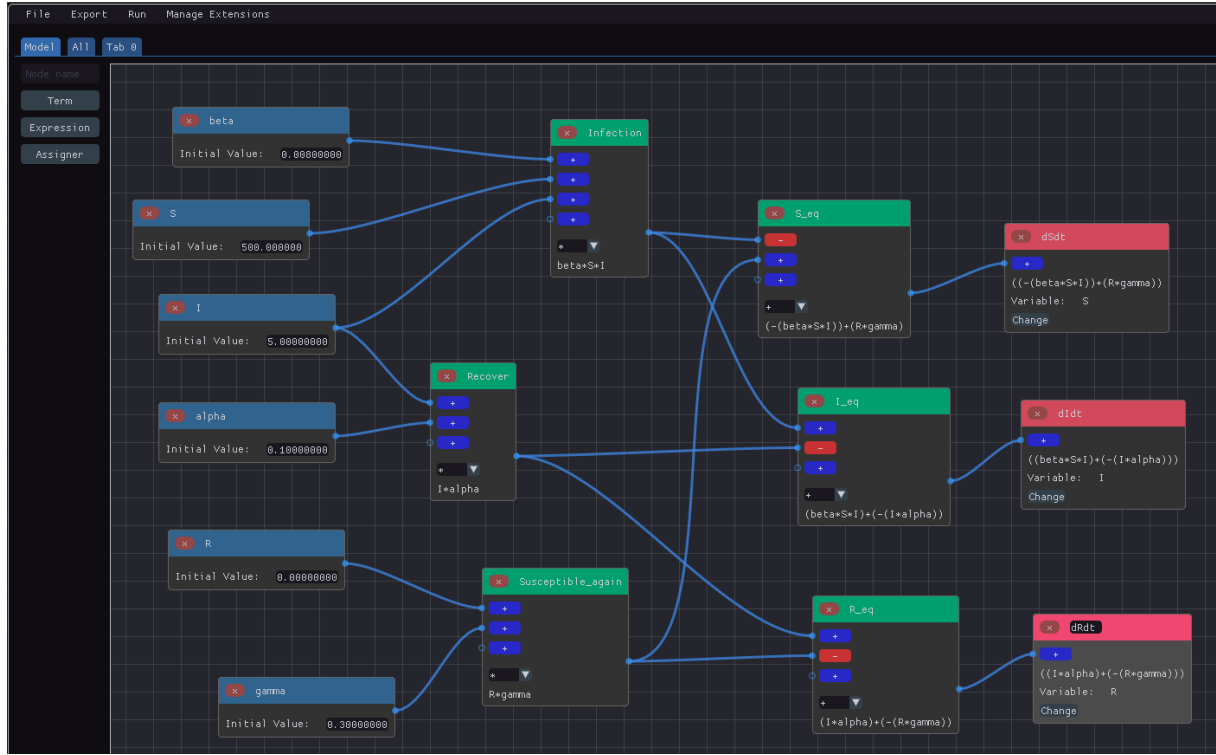 File Export Run Manage Extensions
Model All Tab 0
Node name
Term
Expression
Assigner
× beta
Initial Value: 0.00800000
× S
Initial Value: 500.000000
× I
Initial Value: 5.00000000
× alpha
Initial Value: 0.10000000
× R
Initial Value: 0.00000000
× gamma
Initial Value: 0.30000000
× Infection
+
+
+
+
* ▼
beta*S*I
× Recover
+
+
+
* ▼
I*alpha
× Susceptible_again
+
+
+
* ▼
R*gamma
× S_eq
-
+
+
+ ▼
(-(beta*S*I))+(R*gamma)
× I_eq
+
-
+
+ ▼
(beta*S*I)+(-(I*alpha))
× R_eq
+
-
+
+ ▼
(I*alpha)+(-(R*gamma))
× dSdt
+
((-(beta*S*I))+(R*gamma))
Variable: S
Change
× dIdt
+
((beta*S*I)+(-(I*alpha)))
Variable: I
Change
× dRdt
+
((I*alpha)+(-(R*gamma)))
Variable: R
Change